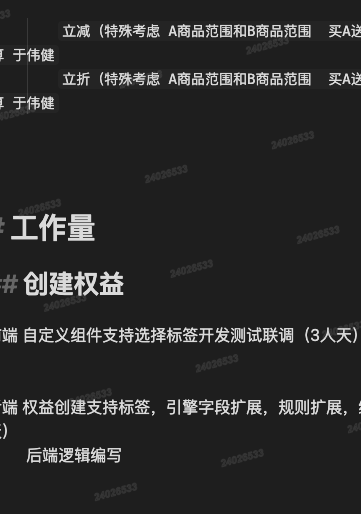 立减（特殊考虑 A商品范围和B商品范围 买A送
算 于伟健
立折（特殊考虑 A商品范围和B商品范围 买A送
算 于伟健
# 工作量
## 创建权益
端 自定义组件支持选择标签开发测试联调（3人天）
端 权益创建支持标签，引擎字段扩展，规则扩展，
）
后端逻辑编写
24026533